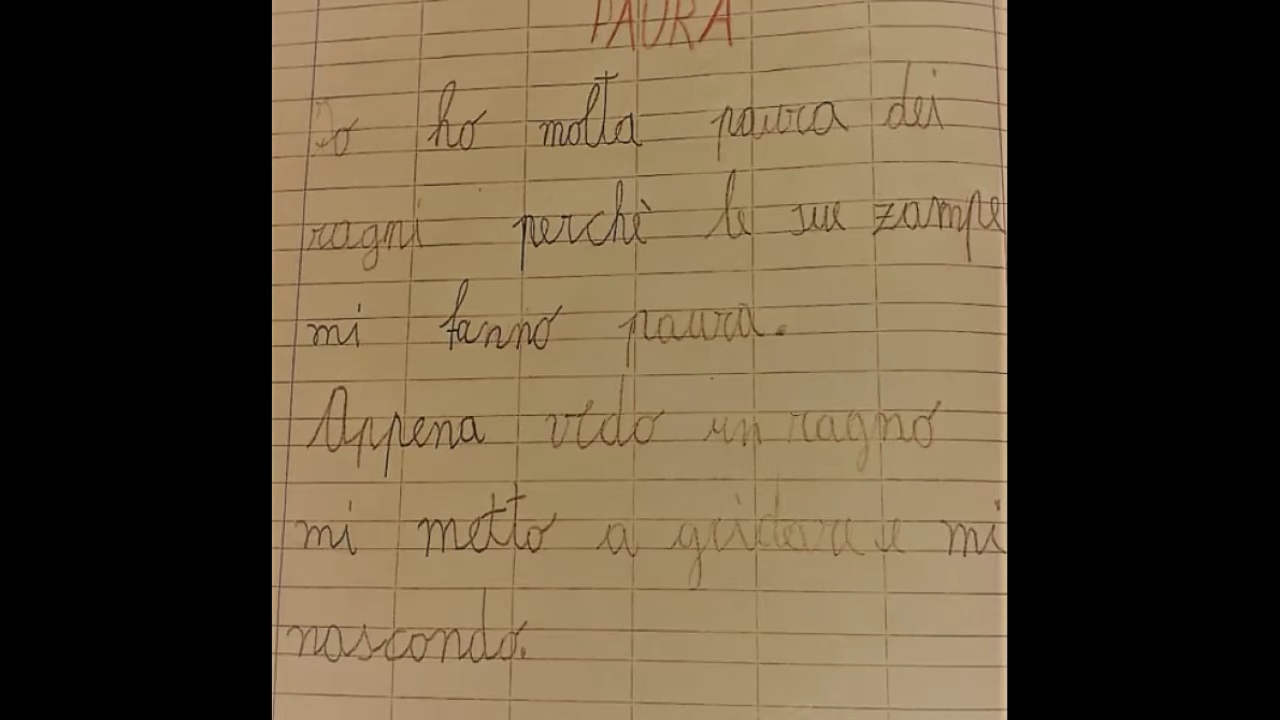 PAURA
Io ho molta paura dei
ragni perchè le sue zampe
mi fanno paura.
Appena vedo un ragno
mi metto a gridare e mi
nascondo.